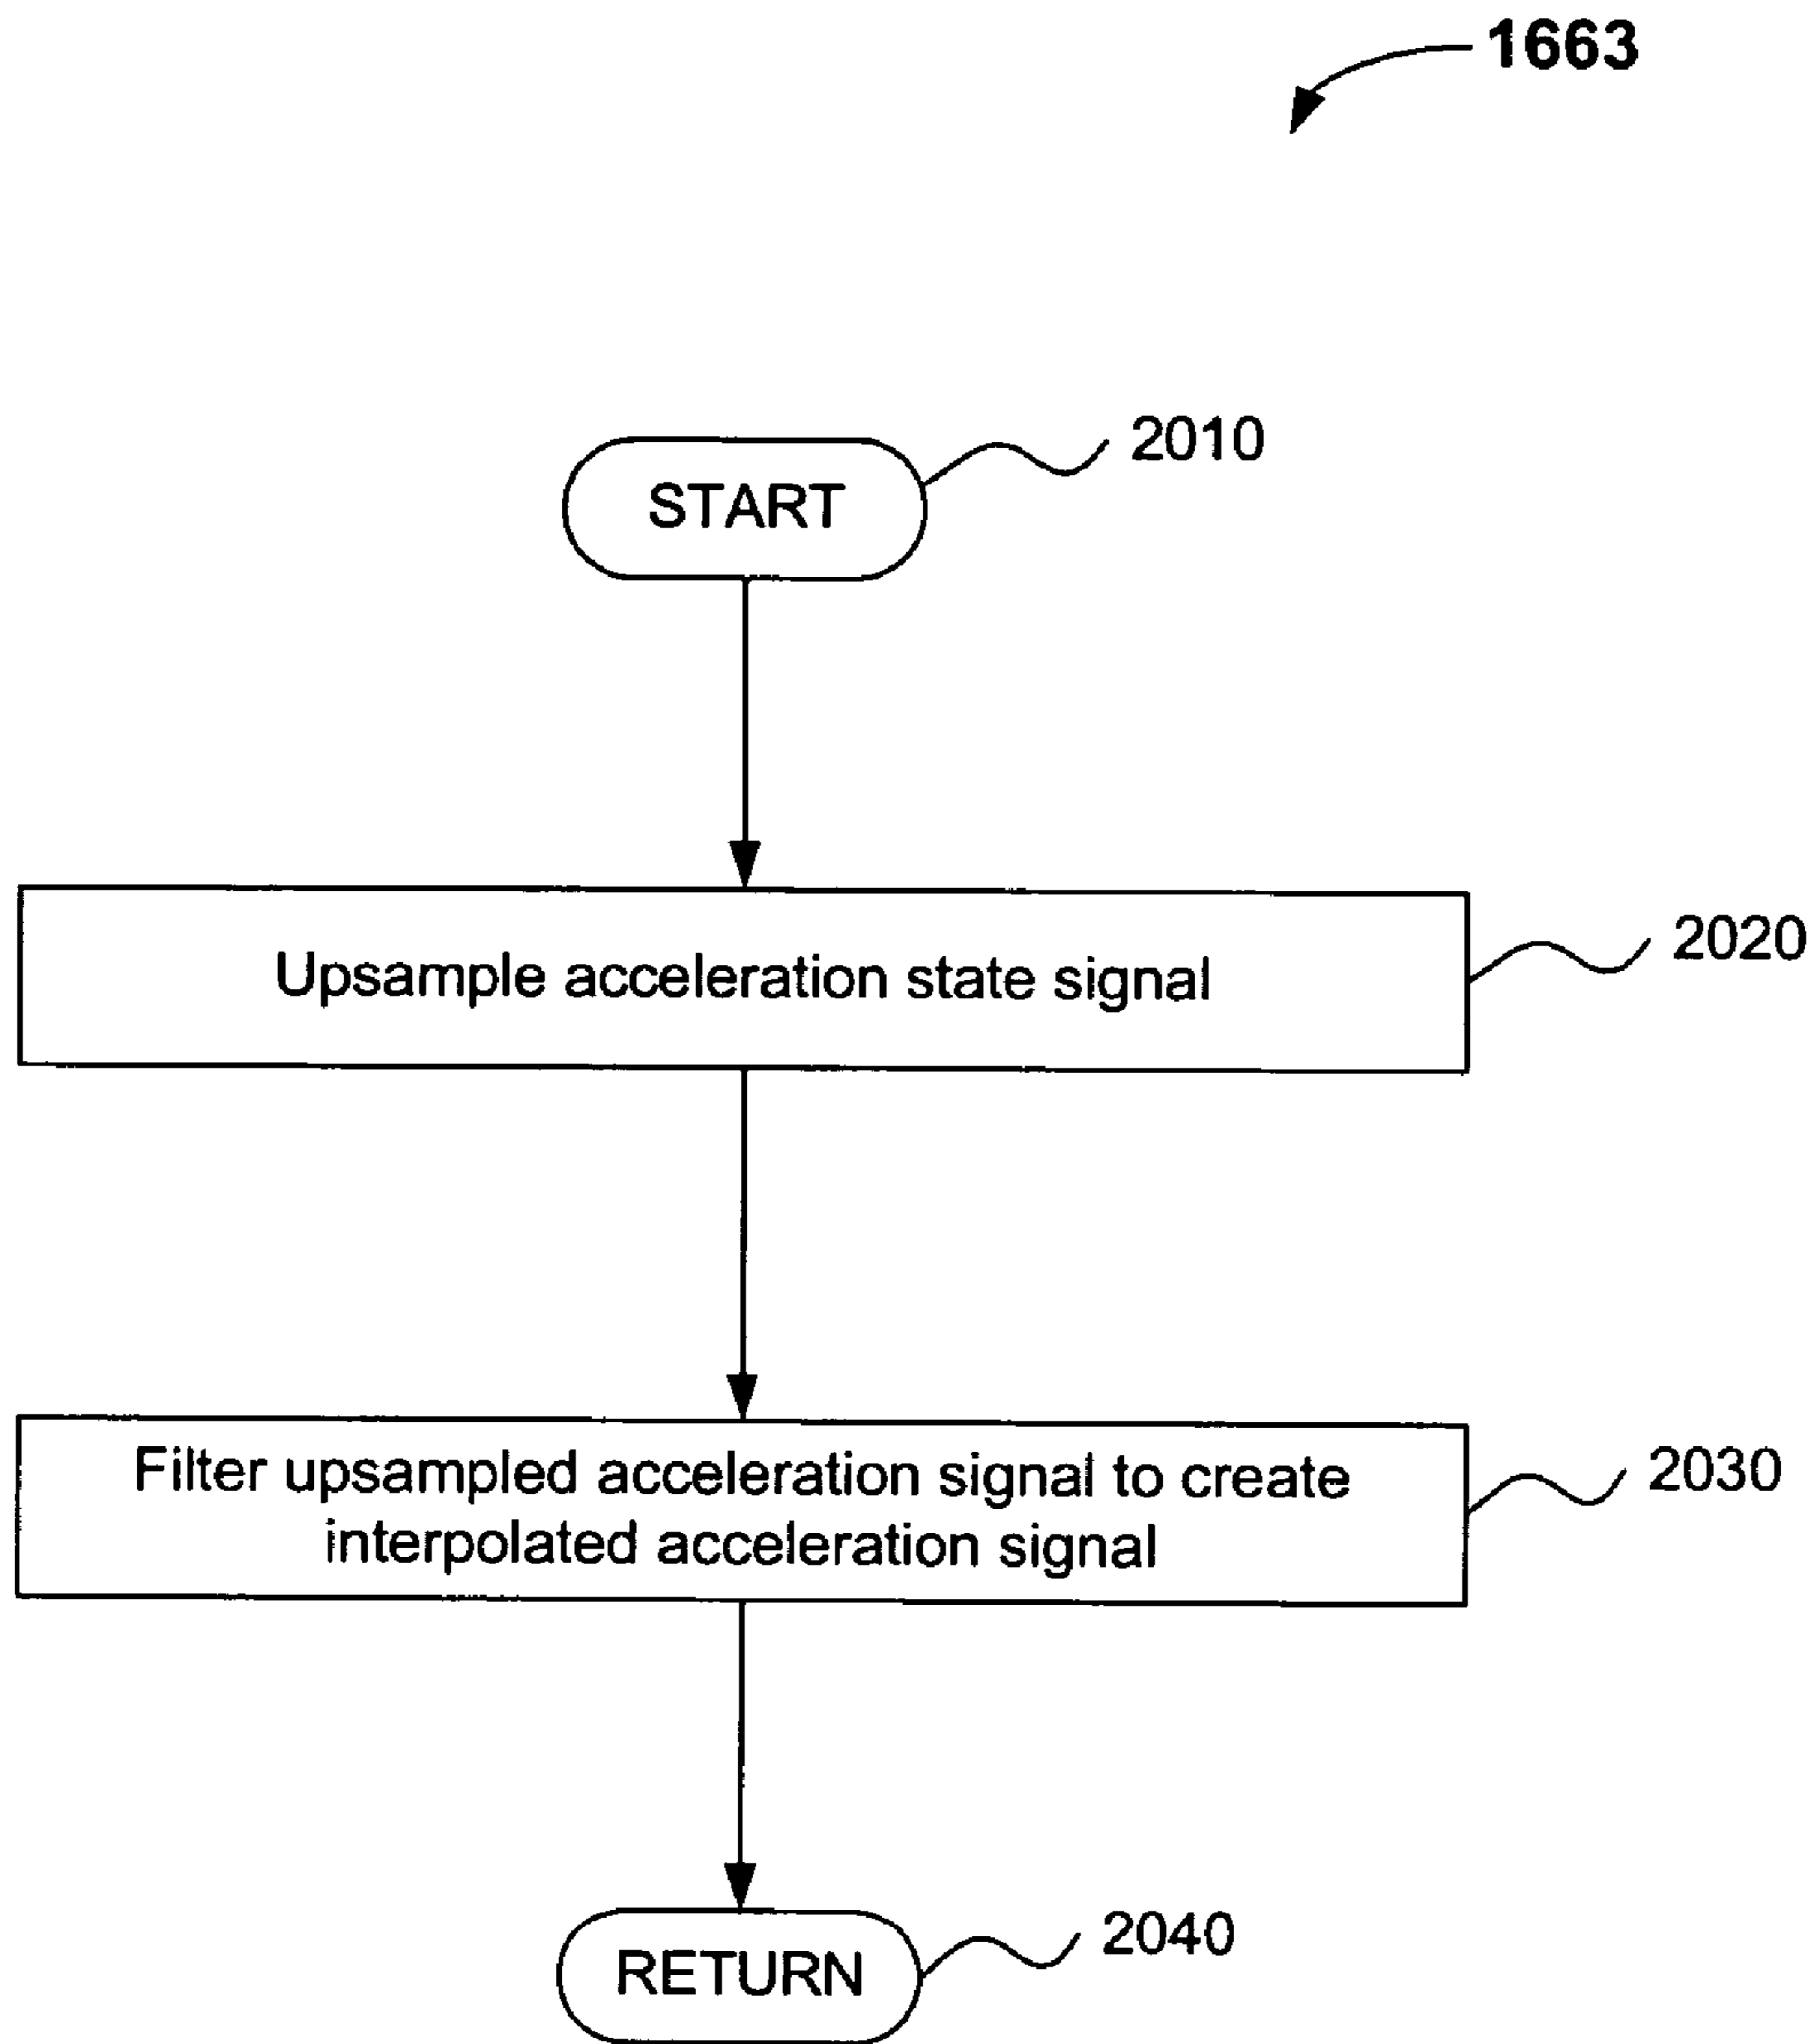 1663
2010
START
2020
Upsample acceleration state signal
2030
Filter upsampled acceleration signal to create
interpolated acceleration signal
2040
RETURN